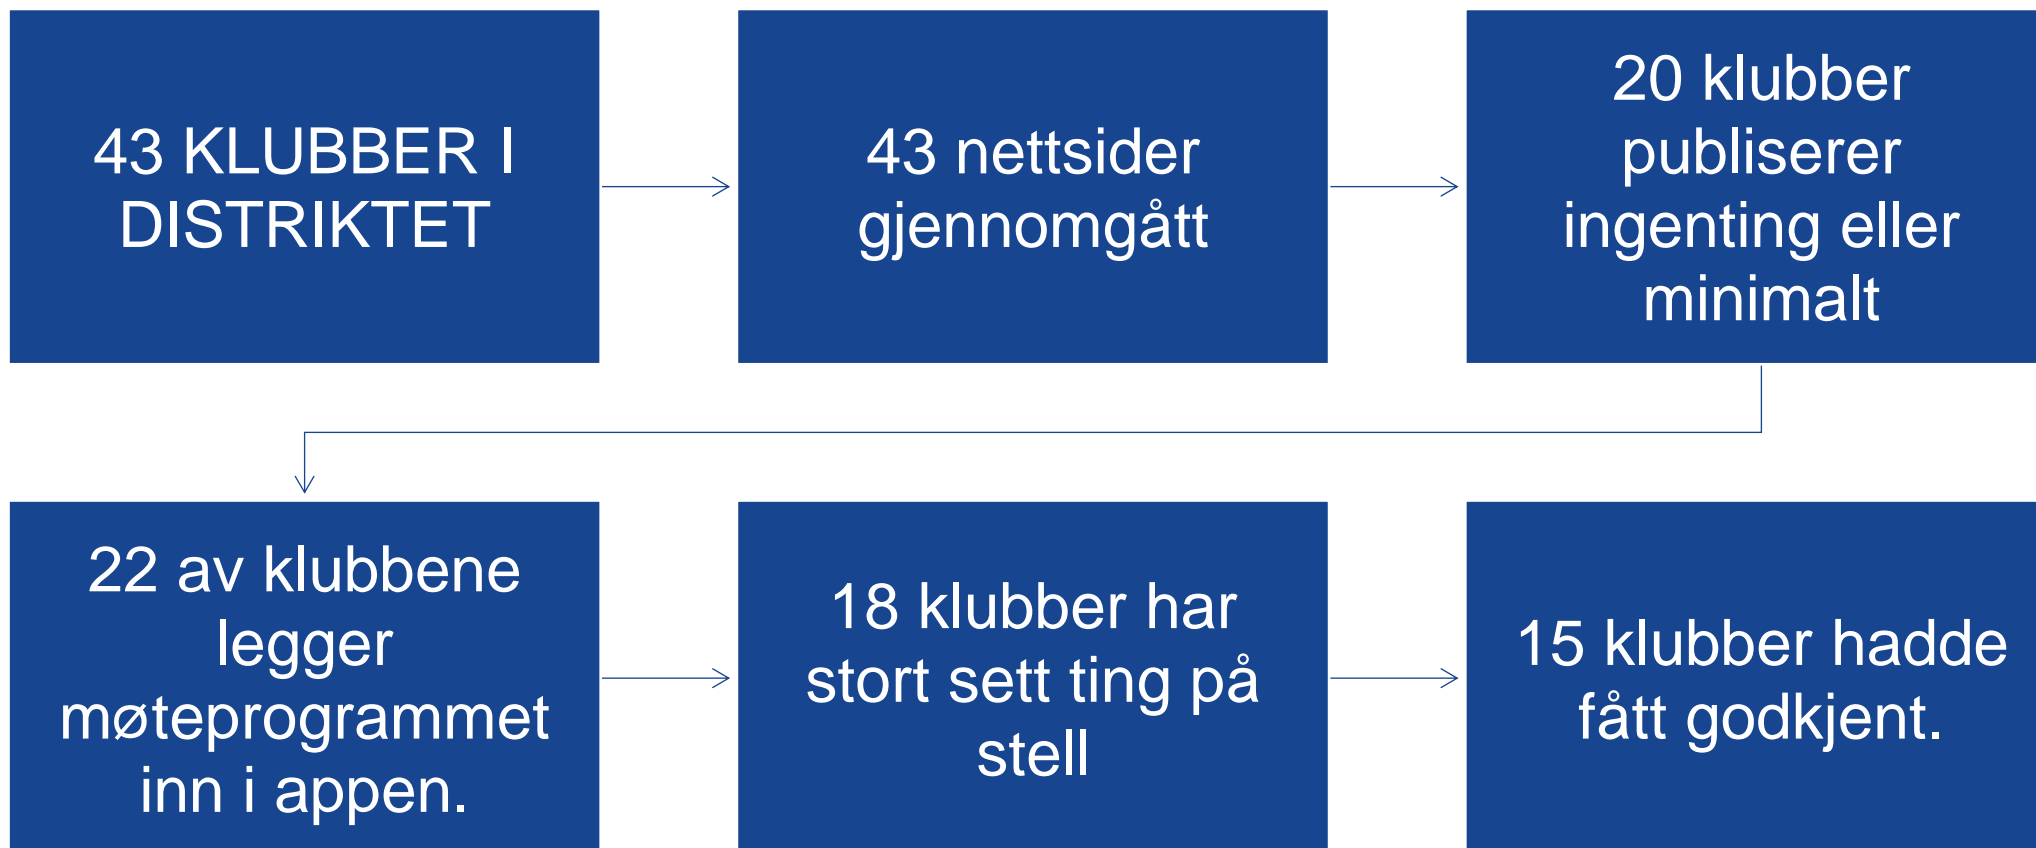 43 KLUBBER I
DISTRIKTET
43 nettsider
gjennomgått
20 klubber
publiserer
ingenting eller
minimalt
22 av klubbene
legger
møteprogrammet
inn i appen.
18 klubber har
stort sett ting på
stell
15 klubber hadde
fått godkjent.